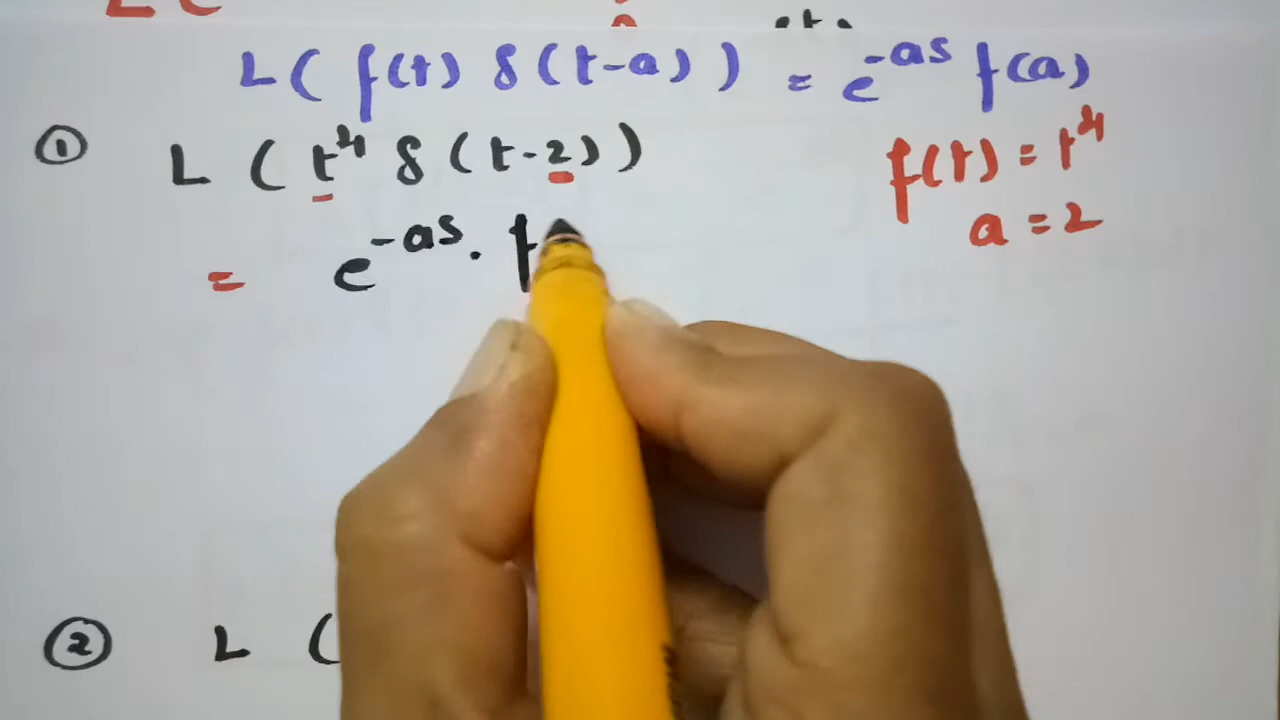 L( f(t) δ(t-a) ) = e^{-as} f(a)
① L ( t⁴ δ(t-2) ) f(t) = t⁴
a = 2
= e^{-as} . f
② L (